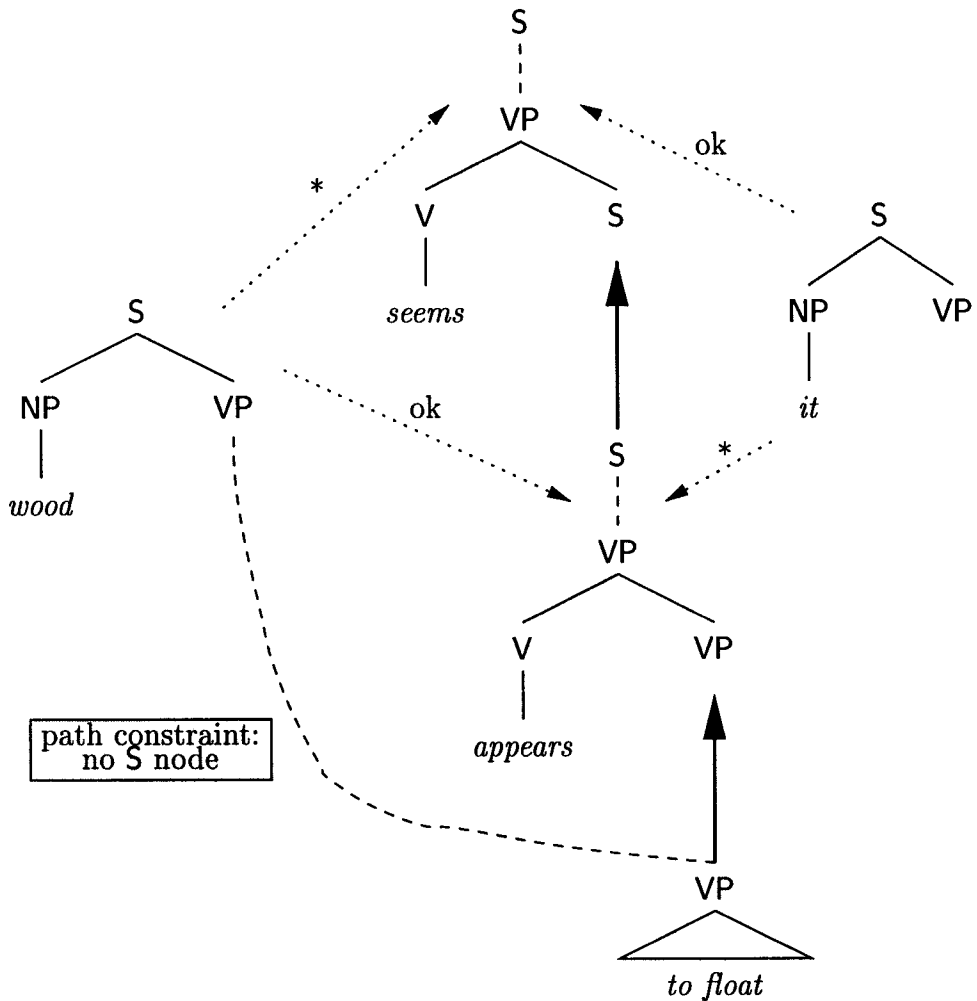 S
VP
ok
*
V
S
S
seems
NP
VP
S
it
NP
VP
ok
S
*
wood
VP
V
VP
path constraint:
no S node
appears
VP
to float